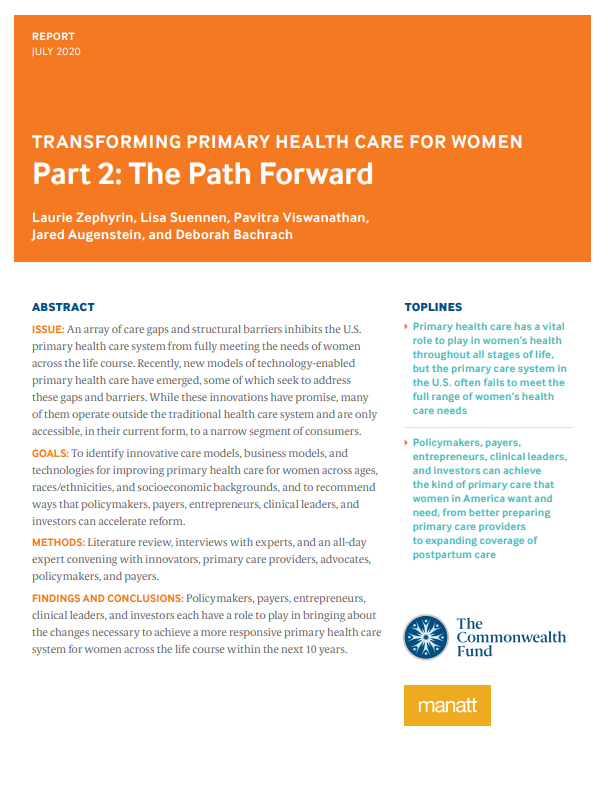 REPORT
JULY 2020
TRANSFORMING PRIMARY HEALTH CARE FOR WOMEN
Part 2: The Path Forward
Laurie Zephyrin, Lisa Suennen, Pavitra Viswanathan,
Jared Augenstein, and Deborah Bachrach
ABSTRACT
ISSUE: An array of care gaps and structural barriers inhibits the U.S.
primary health care system from fully meeting the needs of women
across the life course. Recently, new models of technology-enabled
primary health care have emerged, some of which seek to address
these gaps and barriers. While these innovations have promise, many
of them operate outside the traditional health care system and are only
accessible, in their current form, to a narrow segment of consumers.
GOALS: To identify innovative care models, business models, and
technologies for improving primary health care for women across ages,
races/ethnicities, and socioeconomic backgrounds, and to recommend
ways that policymakers, payers, entrepreneurs, clinical leaders, and
investors can accelerate reform.
METHODS: Literature review, interviews with experts, and an all-day
expert convening with innovators, primary care providers, advocates,
policymakers, and payers.
FINDINGS AND CONCLUSIONS: Policymakers, payers, entrepreneurs,
clinical leaders, and investors each have a role to play in bringing about
the changes necessary to achieve a more responsive primary health care
system for women across the life course within the next 10 years.
TOPLINES
Primary health care has a vital
role to play in women's health
throughout all stages of life,
but the primary care system in
the U.S. often fails to meet the
full range of women's health
care needs
Policymakers, payers,
entrepreneurs, clinical leaders,
and investors can achieve
the kind of primary care that
women in America want and
need, from better preparing
primary care providers
to expanding coverage of
postpartum care
The
Commonwealth
Fund
manatt